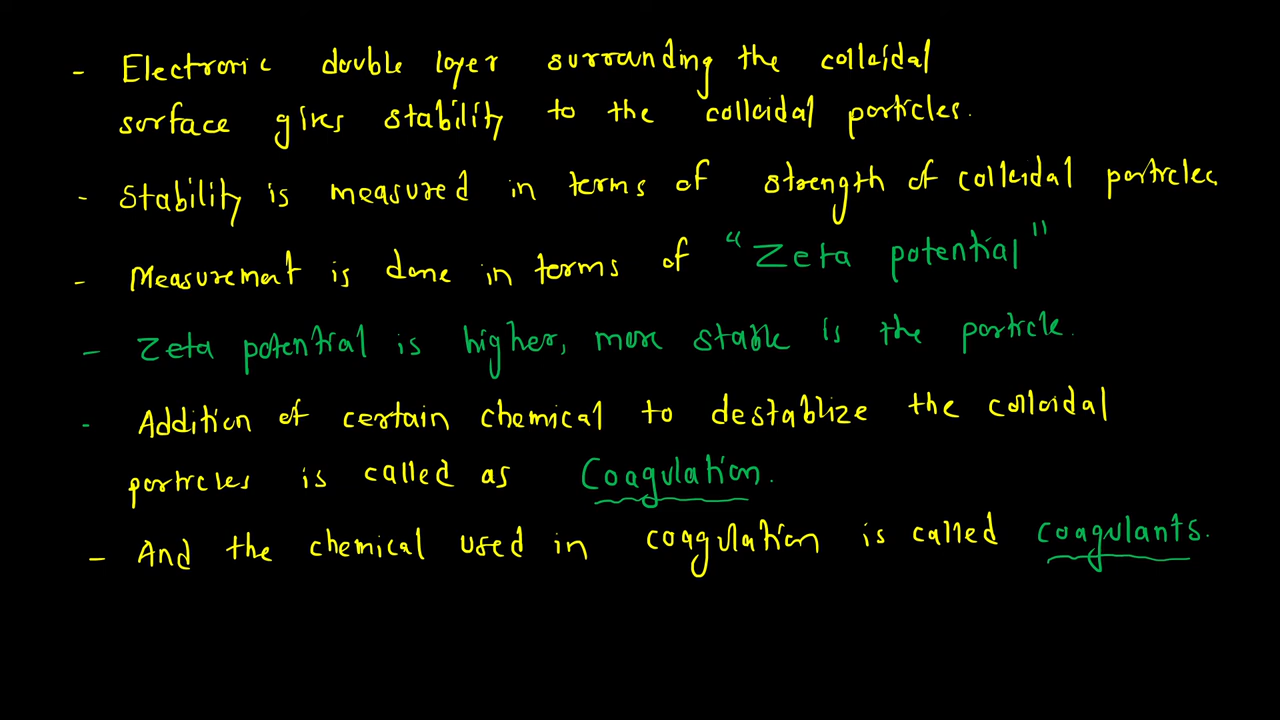 - Electronic double layer surrounding the colloidal
surface gives stability to the colloidal particles.
- Stability is measured in terms of strength of colloidal particles
- Measurement is done in terms of "Zeta potential"
- Zeta potential is higher, more stable is the particle.
- Addition of certain chemical to destablize the colloidal
particles is called as Coagulation.
- And the chemical used in coagulation is called coagulants.